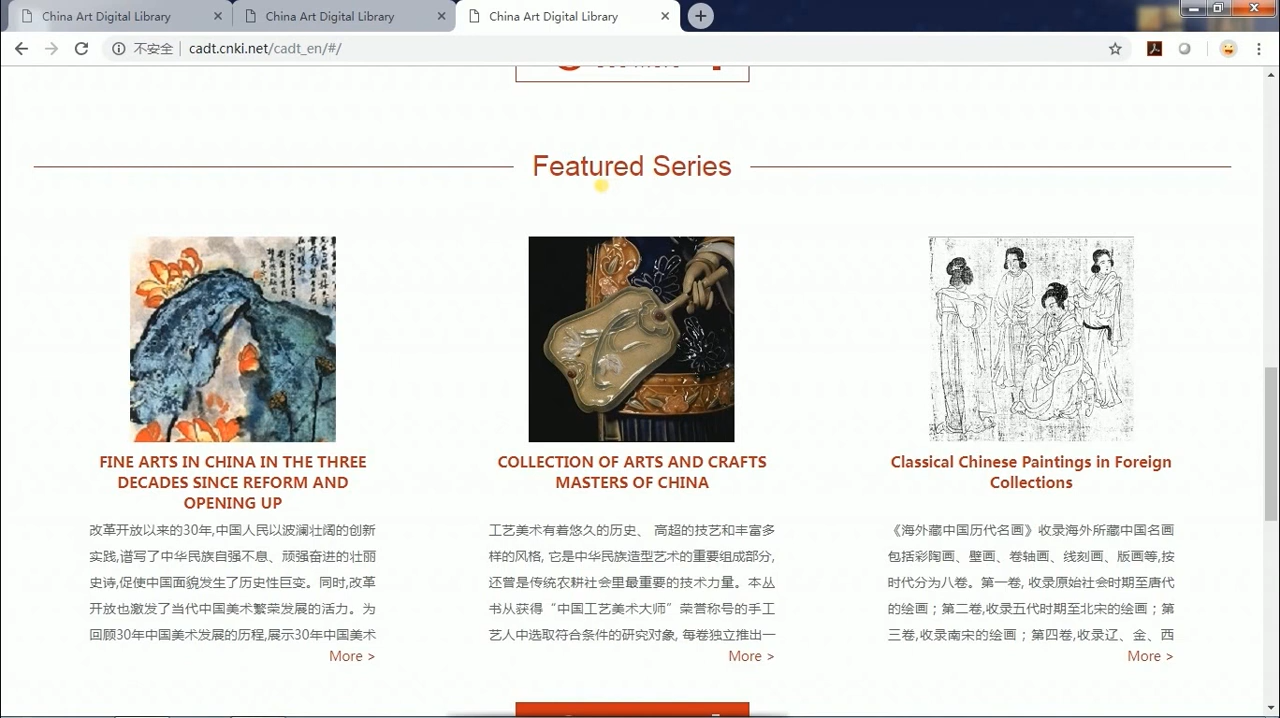 China Art Digital Library
China Art Digital Library
China Art Digital Library
不安全
cadt.cnki.net/cadt_en/#/
Featured Series
FINE ARTS IN CHINA IN THE THREE
DECADES SINCE REFORM AND
OPENING UP
改革开放以来的30年,中国人民以波澜壮阔的创新
实践,谱写了中华民族自强不息、顽强奋进的壮丽
史诗,促使中国面貌发生了历史性巨变。同时,改革
开放也激发了当代中国美术繁荣发展的活力。为
回顾30年中国美术发展的历程,展示30年中国美术
More >
COLLECTION OF ARTS AND CRAFTS
MASTERS OF CHINA
工艺美术有着悠久的历史、 高超的技艺和丰富多
样的风格, 它是中华民族造型艺术的重要组成部分,
还曾是传统农耕社会里最重要的技术力量。本丛
书从获得“中国工艺美术大师”荣誉称号的手工
艺人中选取符合条件的研究对象, 每卷独立推出一
More >
Classical Chinese Paintings in Foreign
Collections
《海外藏中国历代名画》收录海外所藏中国名画
包括彩陶画、壁画、卷轴画、线刻画、版画等,按
时代分为八卷。第一卷, 收录原始社会时期至唐代
的绘画；第二卷,收录五代时期至北宋的绘画；第
三卷,收录南宋的绘画；第四卷,收录辽、金、西
More >